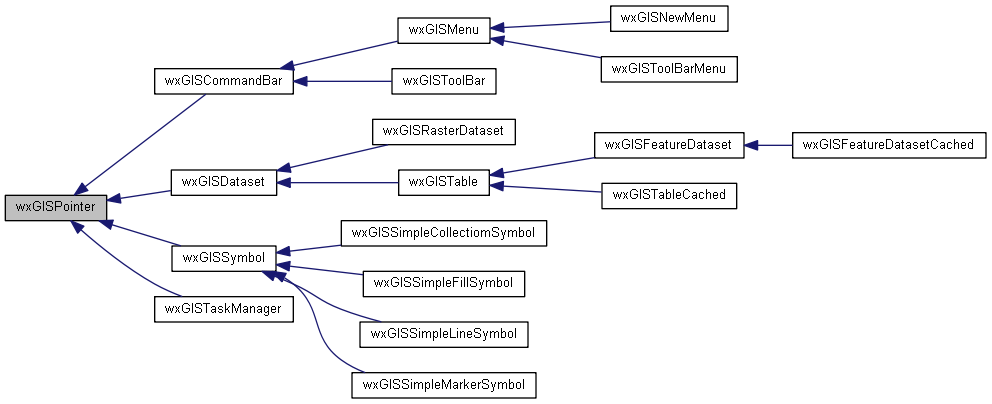 wxGISNewMenu
wxGISMenu
wxGISToolBarMenu
wxGISCommandBar
wxGISToolBar
wxGISRasterDataset
wxGISFeatureDataset
wxGISFeatureDatasetCached
wxGISDataset
wxGISTable
wxGISTableCached
wxGISPointer
wxGISSimpleCollectiomSymbol
wxGISSymbol
wxGISSimpleFillSymbol
wxGISTaskManager
wxGISSimpleLineSymbol
wxGISSimpleMarkerSymbol